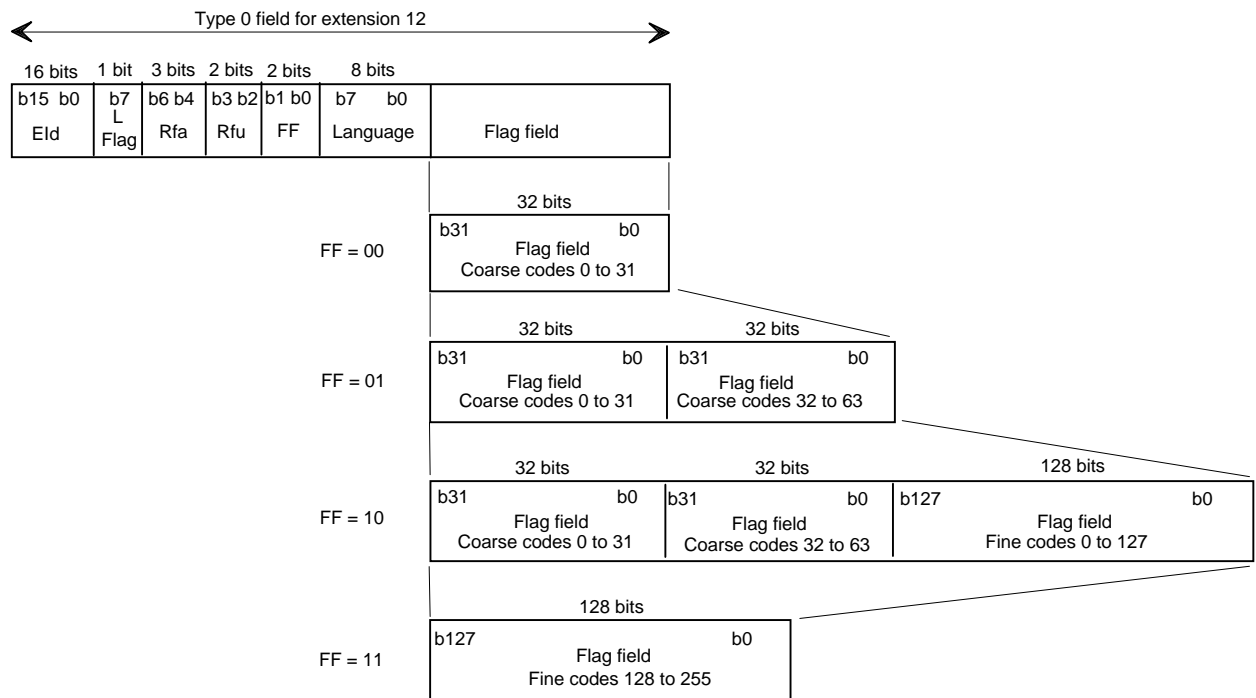 Type 0 field for extension 12
16 bits 1 bit 3 bits 2 bits 2 bits 8 bits
b15 b0 b7 b6 b4 b3 b2 b1 b0 b7 b0
L
EId Flag Rfa Rfu FF Language Flag field
32 bits
b31 b0
FF = 00
Flag field
Coarse codes 0 to 31
32 bits 32 bits
b31 b0 b31 b0
FF = 01
Flag field Flag field
Coarse codes 0 to 31 Coarse codes 32 to 63
32 bits 32 bits 128 bits
b31 b0 b31 b0 b127 b0
FF = 10
Flag field Flag field Flag field
Coarse codes 0 to 31 Coarse codes 32 to 63 Fine codes 0 to 127
128 bits
b127 b0
FF = 11
Flag field
Fine codes 128 to 255